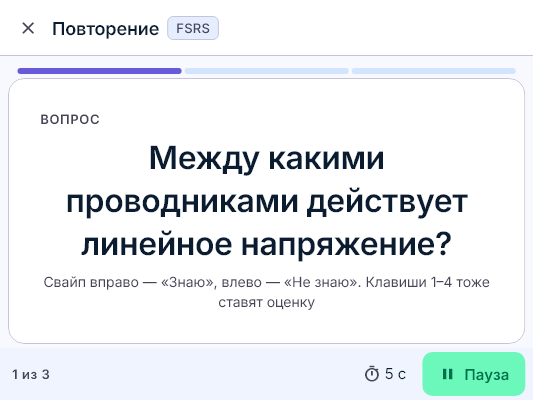 Повторение FSRS
ВОПРОС
Между какими
проводниками действует
линейное напряжение?
Свайп вправо — «Знаю», влево — «Не знаю». Клавиши 1–4 тоже
ставят оценку
1 из 3
5 с
Пауза